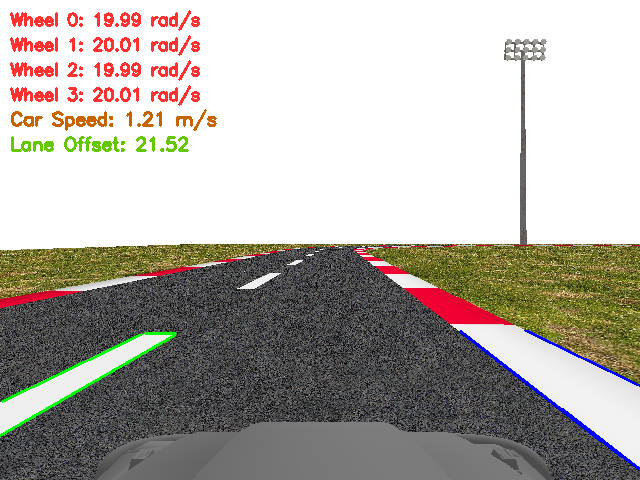 Wheel 0: 19.99 rad/s
Wheel 1: 20.01 rad/s
Wheel 2: 19.99 rad/s
Wheel 3: 20.01 rad/s
Car Speed: 1.21 m/s
Lane Offset: 21.52